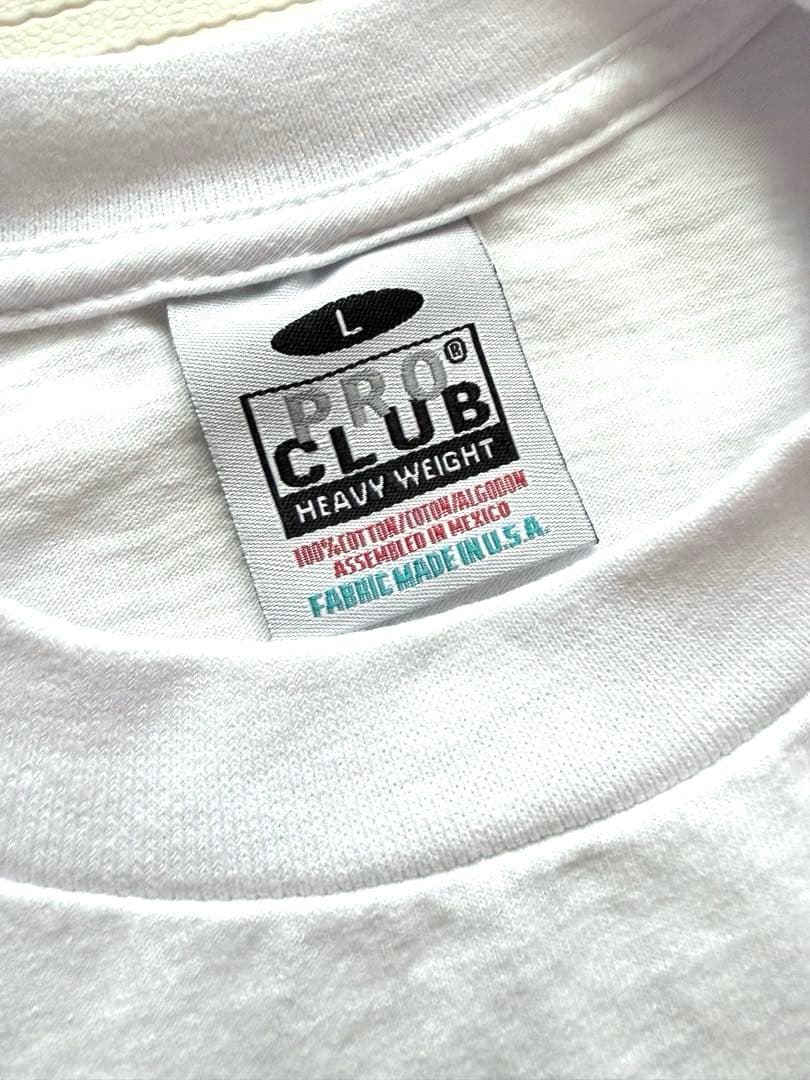 L
PRO®
CLUB
HEAVY WEIGHT
100%COTTON/COTON/ALGODON
ASSEMBLED IN MEXICO
FABRIC MADE IN U.S.A.